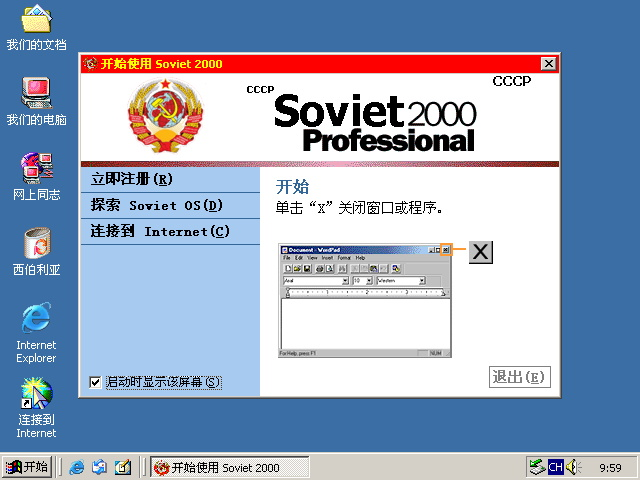 我们的文档
我们的电脑
网上同志
西伯利亚
Internet
Explorer
连接到
Internet
开始使用 Soviet 2000
CCCP
CCCP
Soviet 2000
Professional
立即注册(R)
探索 Soviet OS(D)
连接到 Internet(C)
启动时显示该屏幕(S)
开始
单击“X”关闭窗口或程序。
Document - WordPad
File Edit View Insert Format Help
Arial 10 Western
For Help, press F1 NUM
X
退出(E)
开始
开始使用 Soviet 2000
CH
9:59